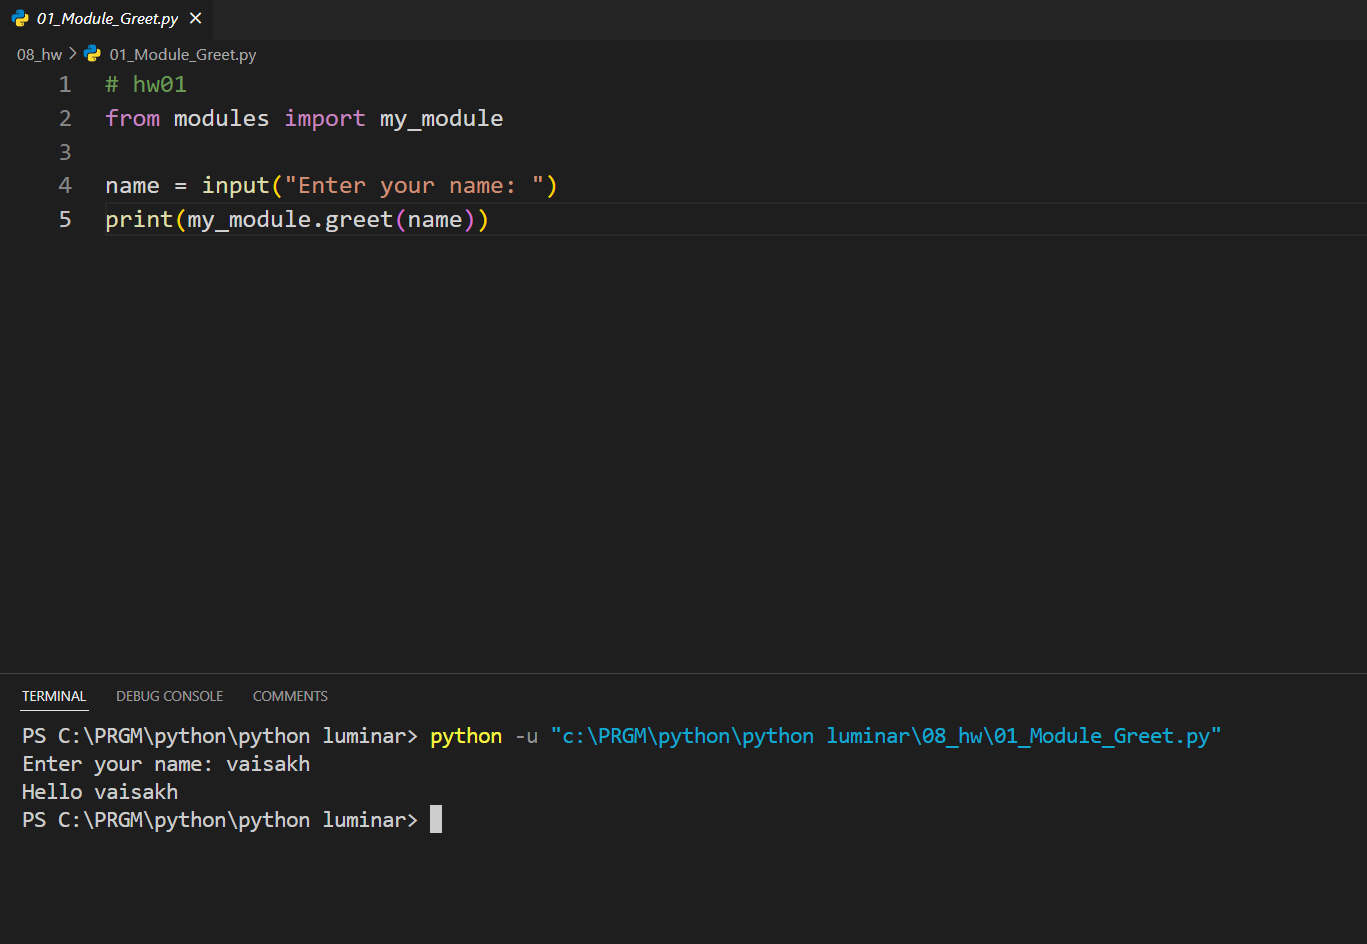 01_Module_Greet.py ×
08_hw > 01_Module_Greet.py
1 # hw01
2 from modules import my_module
3
4 name = input("Enter your name: ")
5 print(my_module.greet(name))
TERMINAL DEBUG CONSOLE COMMENTS
PS C:\PRGM\python\python luminar> python -u "c:\PRGM\python\python luminar\08_hw\01_Module_Greet.py"
Enter your name: vaisakh
Hello vaisakh
PS C:\PRGM\python\python luminar>